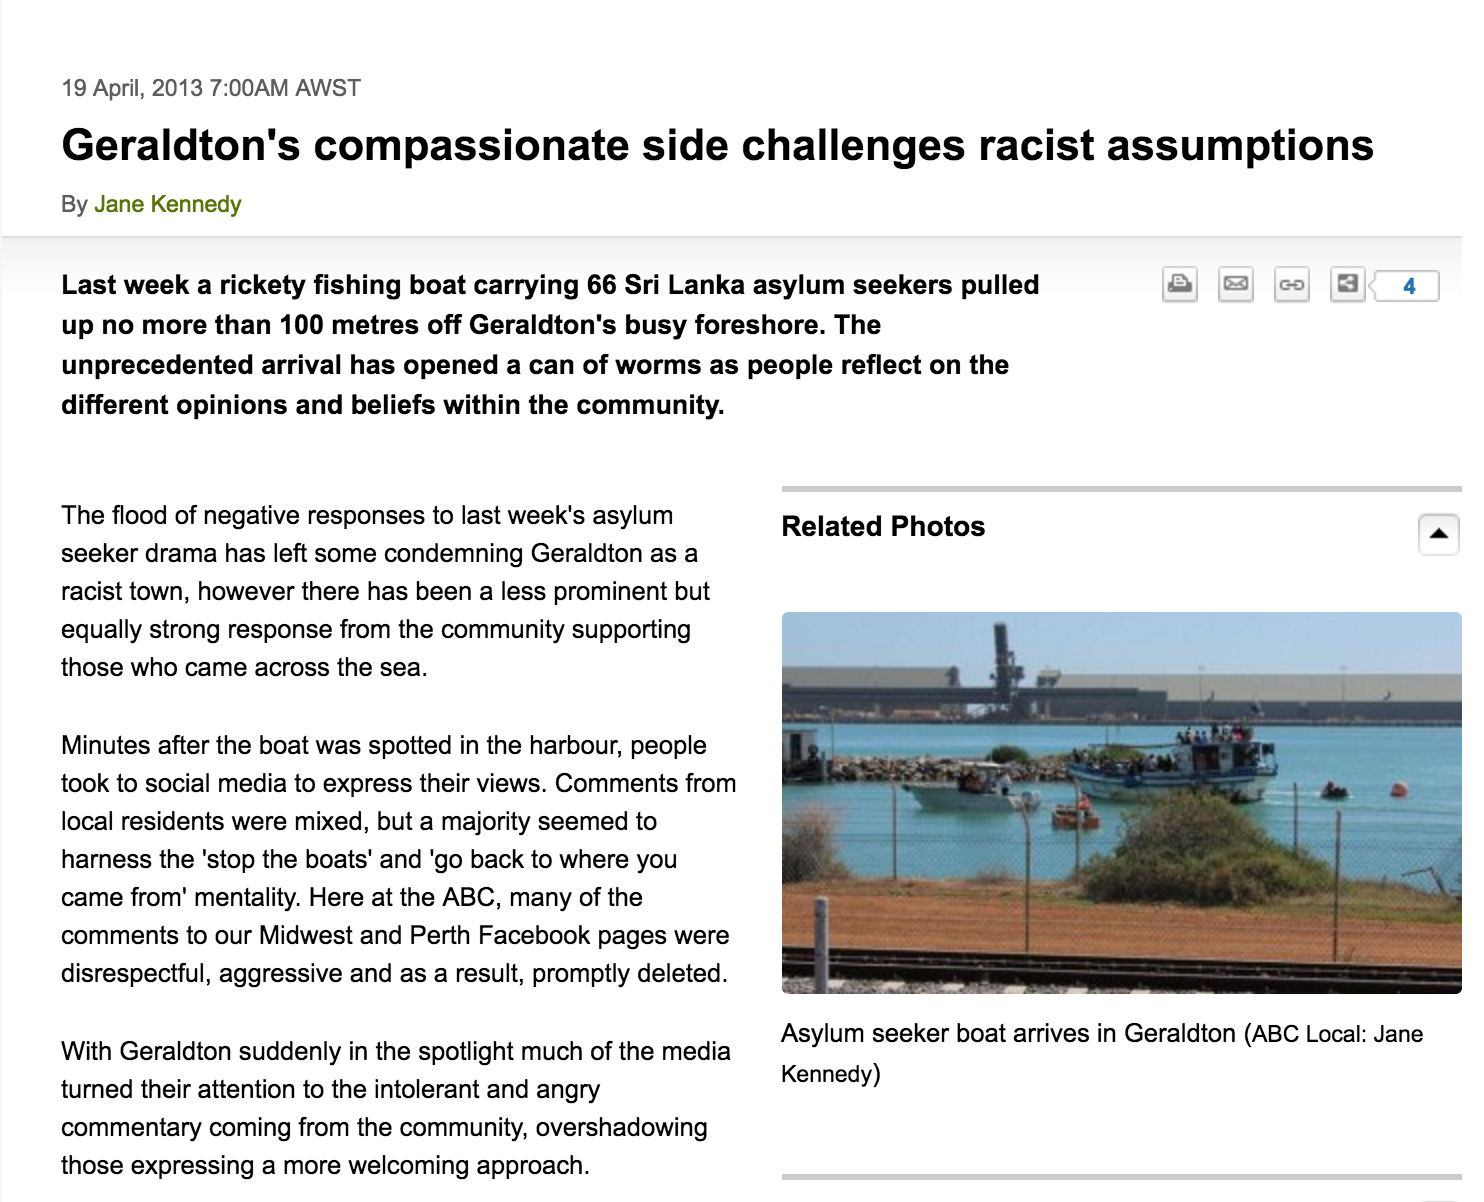 19 April, 2013 7:00AM AWST
Geraldton's compassionate side challenges racist assumptions
By Jane Kennedy
Last week a rickety fishing boat carrying 66 Sri Lanka asylum seekers pulled
up no more than 100 metres off Geraldton's busy foreshore. The
unprecedented arrival has opened a can of worms as people reflect on the
different opinions and beliefs within the community.
4
The flood of negative responses to last week's asylum
seeker drama has left some condemning Geraldton as a
racist town, however there has been a less prominent but
equally strong response from the community supporting
those who came across the sea.
Minutes after the boat was spotted in the harbour, people
took to social media to express their views. Comments from
local residents were mixed, but a majority seemed to
harness the 'stop the boats' and 'go back to where you
came from' mentality. Here at the ABC, many of the
comments to our Midwest and Perth Facebook pages were
disrespectful, aggressive and as a result, promptly deleted.
With Geraldton suddenly in the spotlight much of the media
turned their attention to the intolerant and angry
commentary coming from the community, overshadowing
those expressing a more welcoming approach.
Related Photos
Asylum seeker boat arrives in Geraldton (ABC Local: Jane
Kennedy)